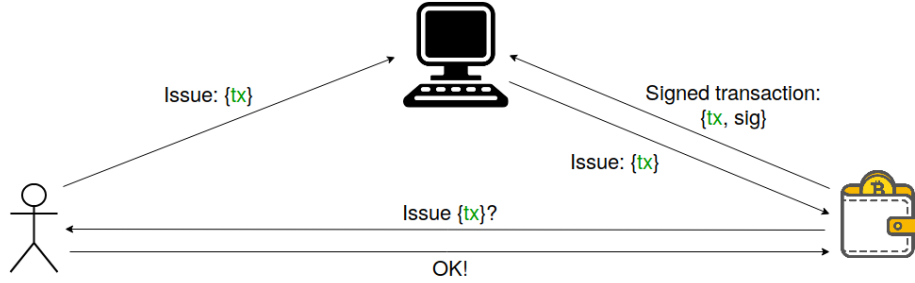 Issue: {tx}
Signed transaction:
{tx, sig}
Issue: {tx}
Issue {tx}?
OK!